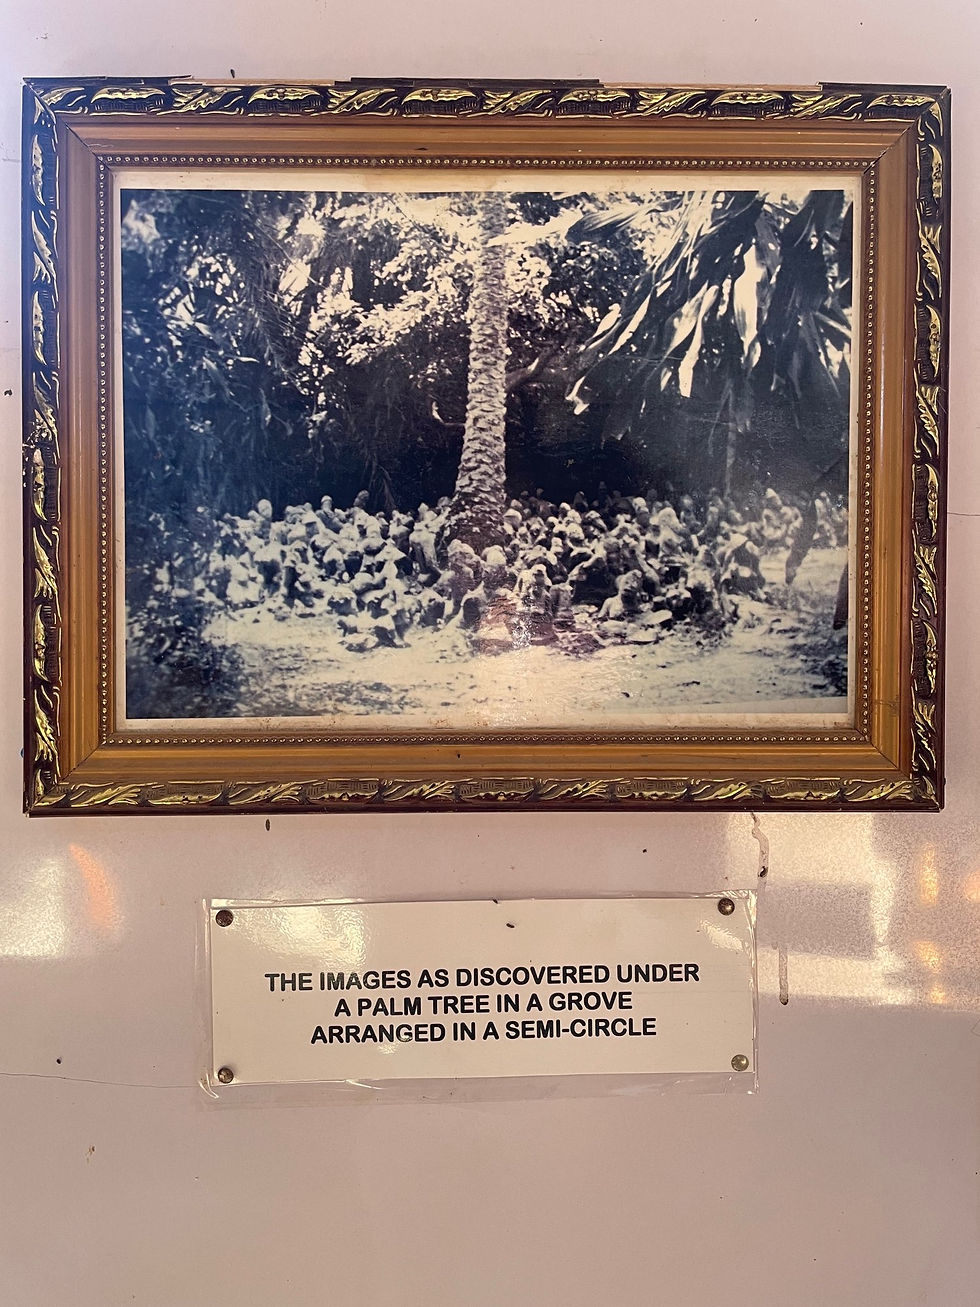 THE IMAGES AS DISCOVERED UNDER
A PALM TREE IN A GROVE
ARRANGED IN A SEMI-CIRCLE